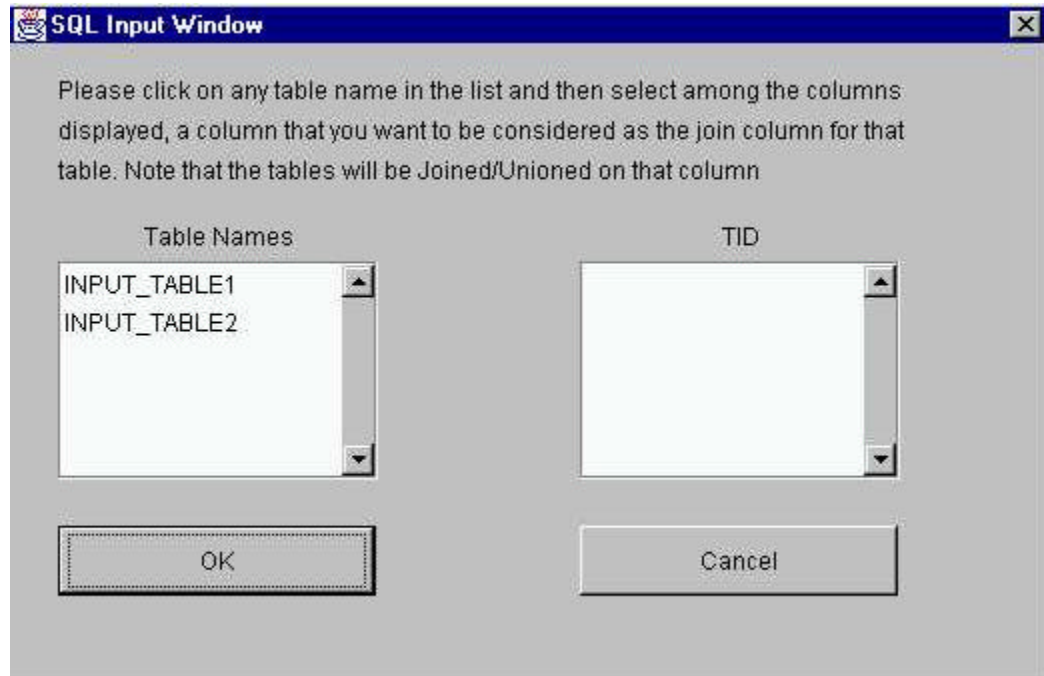 SQL Input Window
Please click on any table name in the list and then select among the columns
displayed, a column that you want to be considered as the join column for that
table. Note that the tables will be Joined/Unioned on that column
Table Names
TID
INPUT_TABLE1
INPUT_TABLE2
OK
Cancel